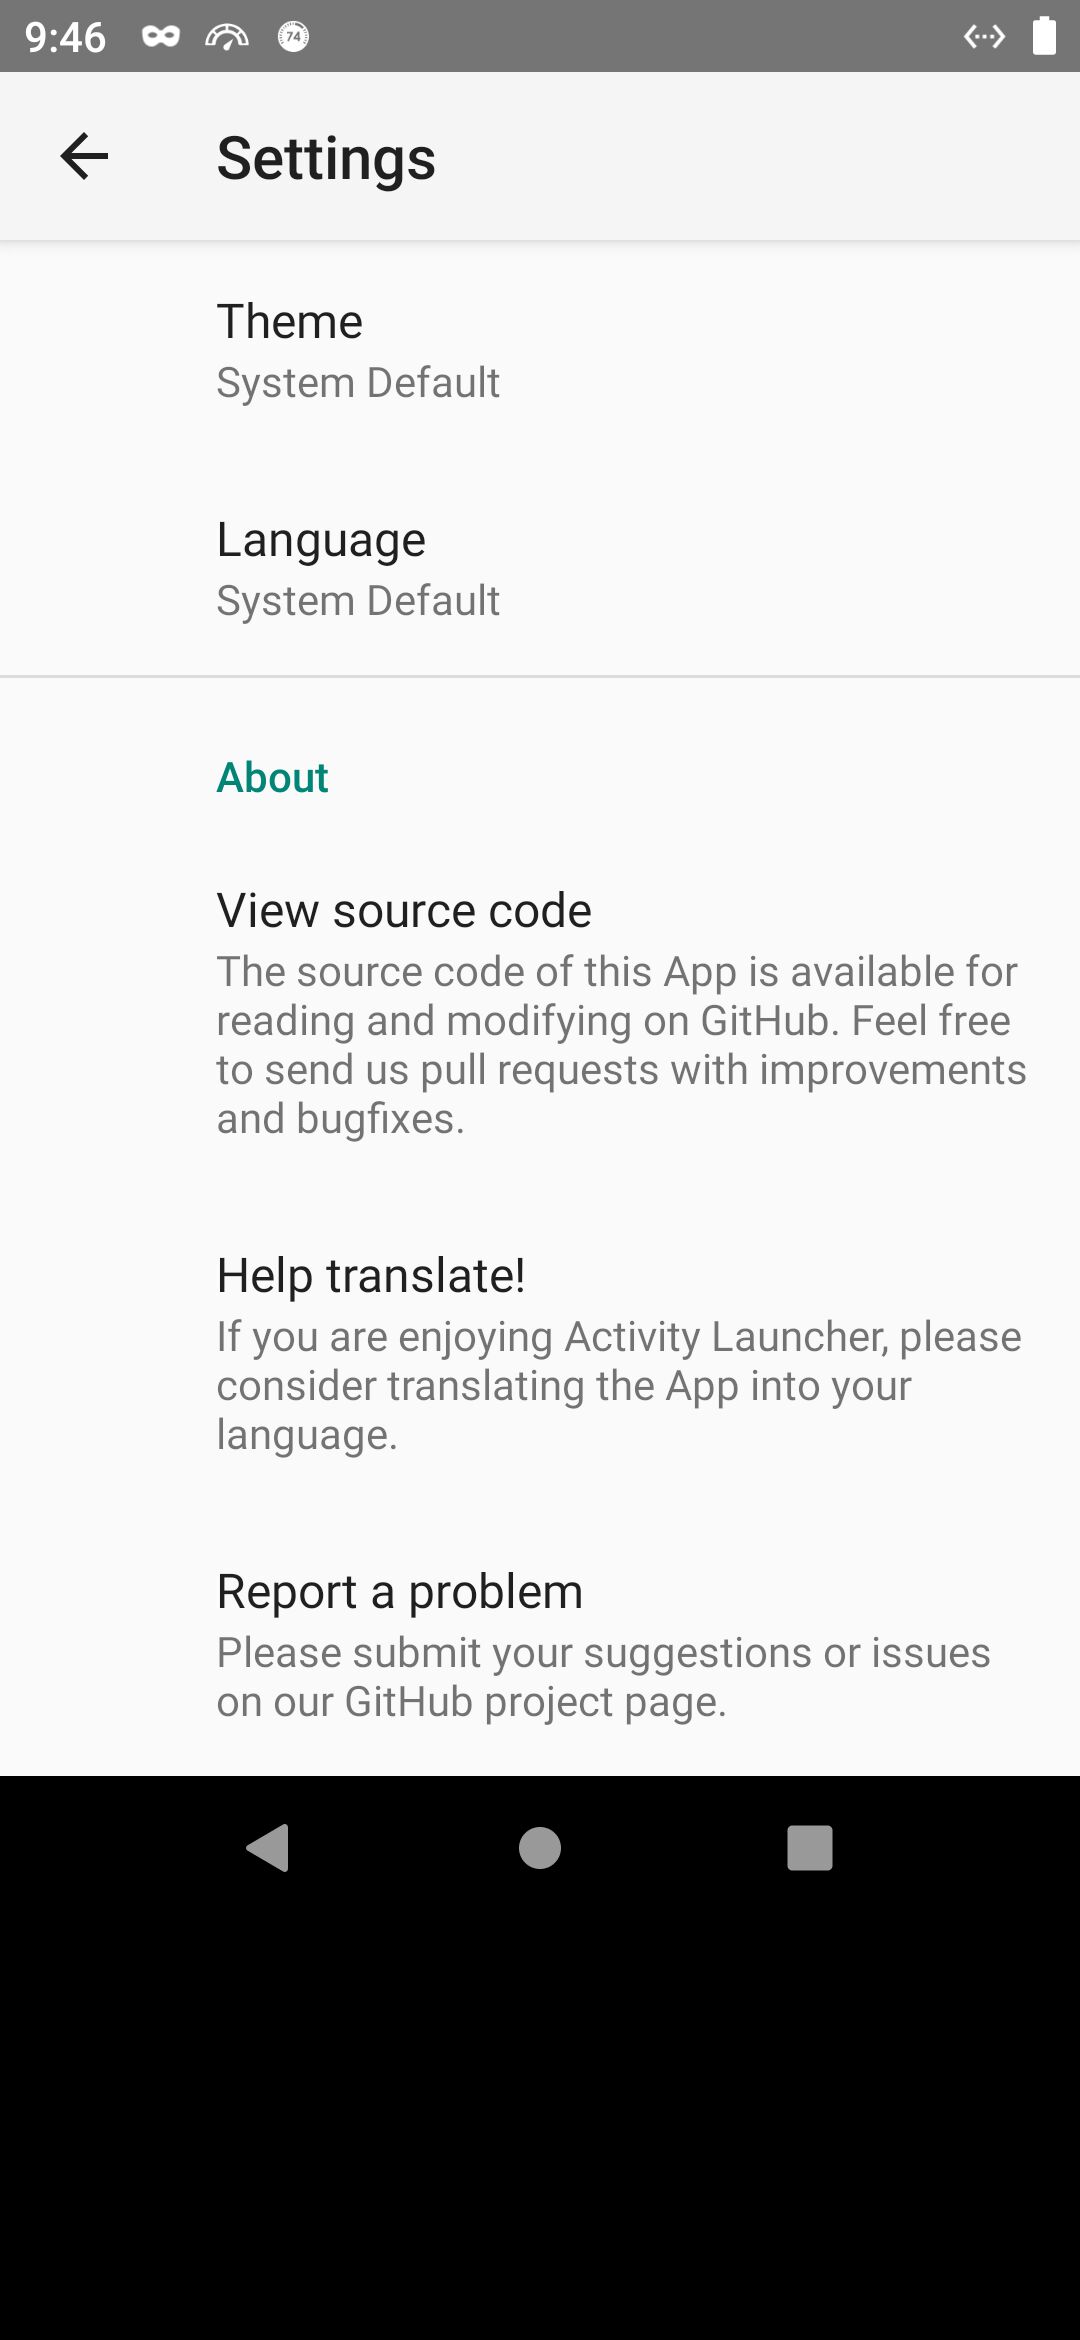 9:46
74
Settings
Theme
System Default
Language
System Default
About
View source code
The source code of this App is available for
reading and modifying on GitHub. Feel free
to send us pull requests with improvements
and bugfixes.
Help translate!
If you are enjoying Activity Launcher, please
consider translating the App into your
language.
Report a problem
Please submit your suggestions or issues
on our GitHub project page.